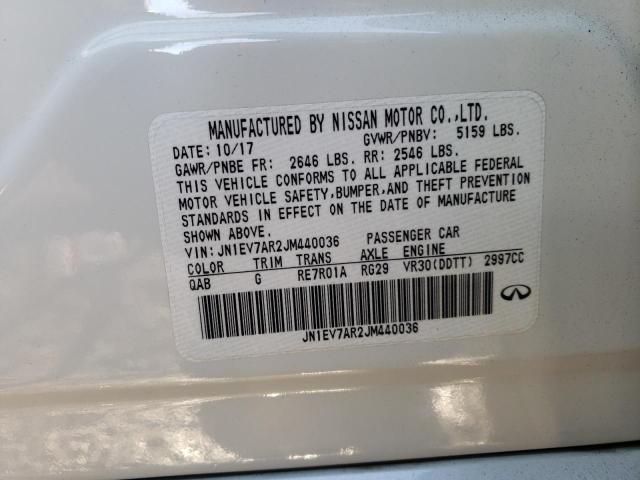 MANUFACTURED BY NISSAN MOTOR CO.,LTD.
DATE: 10/17 GVWR/PNBV: 5159 LBS.
GAWR/PNBE FR: 2646 LBS. RR: 2546 LBS.
THIS VEHICLE CONFORMS TO ALL APPLICABLE FEDERAL
MOTOR VEHICLE SAFETY,BUMPER,AND THEFT PREVENTION
STANDARDS IN EFFECT ON THE DATE OF MANUFACTURE
SHOWN ABOVE.
VIN: JN1EV7AR2JM440036 PASSENGER CAR
COLOR TRIM TRANS AXLE ENGINE
QAB G RE7R01A RG29 VR30(DDTT) 2997CC
JN1EV7AR2JM440036